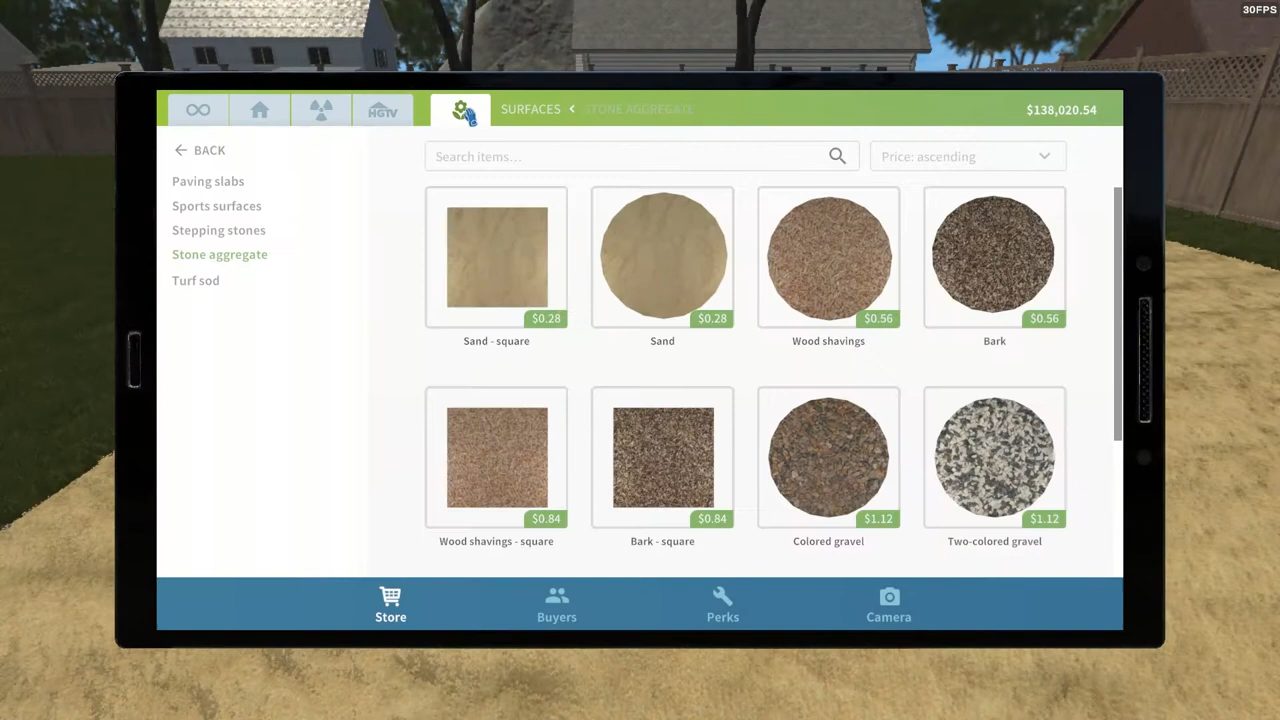 30FPS
HGTV
SURFACES
STONE AGGREGATE
$138,020.54
BACK
Search items...
Price: ascending
Paving slabs
Sports surfaces
Stepping stones
Stone aggregate
Turf sod
$0.28
$0.28
$0.56
$0.56
Sand - square
Sand
Wood shavings
Bark
$0.84
$0.84
$1.12
$1.12
Wood shavings - square
Bark - square
Colored gravel
Two-colored gravel
Store
Buyers
Perks
Camera